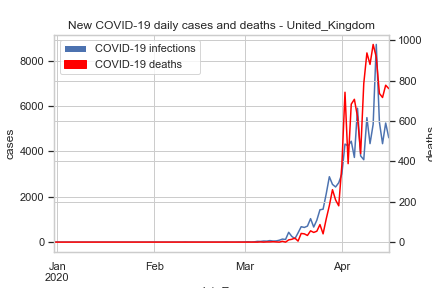 New COVID-19 daily cases and deaths - United_Kingdom
COVID-19 infections
COVID-19 deaths
cases
8000
6000
4000
2000
0
1000
800
600
400
200
0
deaths
Jan
2020
Feb
Mar
Apr